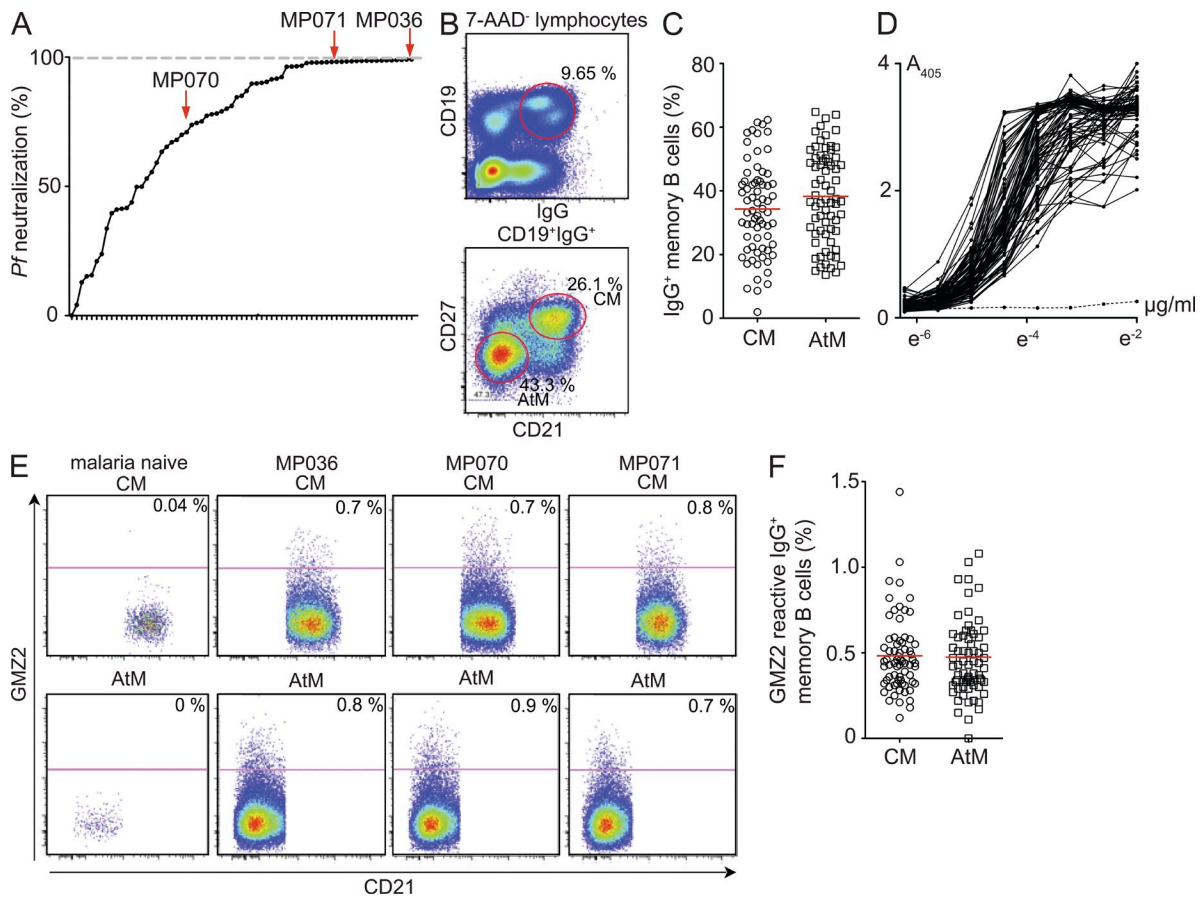 A
MP071 MP036
100
MP070
50
0
Pf neutralization (%)
B
7-AAD- lymphocytes
9.65 %
CD19
IgG
CD19+IgG+
26.1 %
CM
CD27
43.3 %
AtM
CD21
C
80
60
40
20
0
IgG+ memory B cells (%)
CM AtM
D
4
A405
2
0
µg/ml
e-6 e-4 e-2
E
malaria naive MP036 MP070 MP071
CM CM CM CM
0.04 % 0.7 % 0.7 % 0.8 %
AtM AtM AtM AtM
0 % 0.8 % 0.9 % 0.7 %
GMZ2
CD21
F
1.5
1.0
0.5
0
GMZ2 reactive IgG+
memory B cells (%)
CM AtM